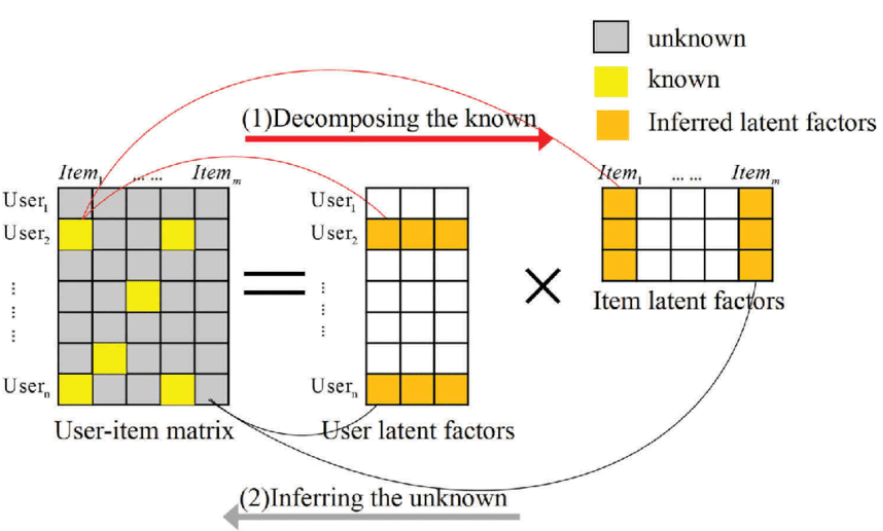 unknown
known
Inferred latent factors
(1)Decomposing the known
Item1 ... ... Itemm
User1
User2
... ... ...
Usern
User-item matrix
=
User1
User2
... ... ...
Usern
User latent factors
×
Item1 ... ... Itemm
Item latent factors
(2)Inferring the unknown